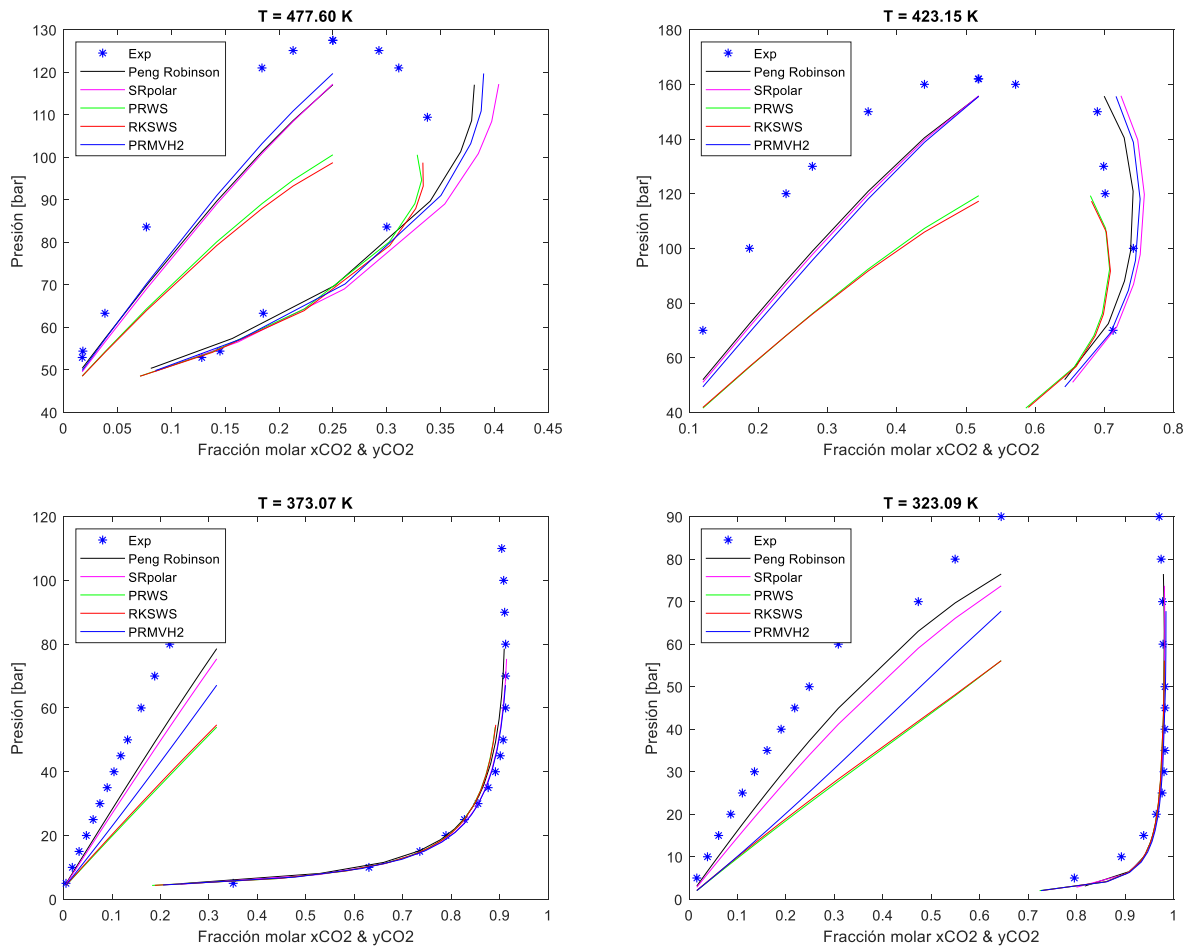 T = 477.60 K
130
120
110
100
90
80
70
60
50
40
Presión [bar]
Exp
Peng Robinson
SRpolar
PRWS
RKSWS
PRMVH2
0 0.05 0.1 0.15 0.2 0.25 0.3 0.35 0.4 0.45
Fracción molar xCO2 & yCO2
T = 423.15 K
180
160
140
120
100
80
60
40
Presión [bar]
Exp
Peng Robinson
SRpolar
PRWS
RKSWS
PRMVH2
0.1 0.2 0.3 0.4 0.5 0.6 0.7 0.8
Fracción molar xCO2 & yCO2
T = 373.07 K
120
100
80
60
40
20
0
Presión [bar]
Exp
Peng Robinson
SRpolar
PRWS
RKSWS
PRMVH2
0 0.1 0.2 0.3 0.4 0.5 0.6 0.7 0.8 0.9 1
Fracción molar xCO2 & yCO2
T = 323.09 K
90
80
70
60
50
40
30
20
10
0
Presión [bar]
Exp
Peng Robinson
SRpolar
PRWS
RKSWS
PRMVH2
0 0.1 0.2 0.3 0.4 0.5 0.6 0.7 0.8 0.9 1
Fracción molar xCO2 & yCO2